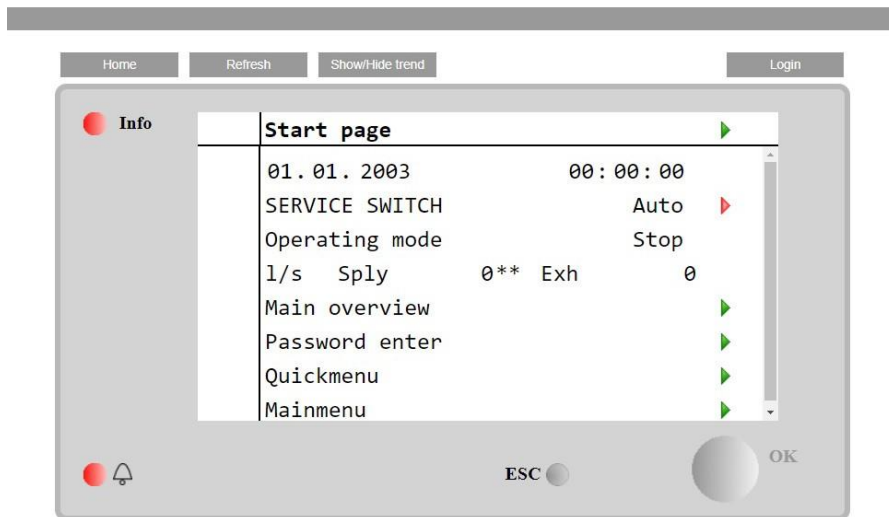 Home Refresh Show/Hide trend Login
Info
Start page
01.01.2003 00:00:00
SERVICE SWITCH Auto
Operating mode Stop
l/s Sply 0** Exh 0
Main overview
Password enter
Quickmenu
Mainmenu
ESC OK